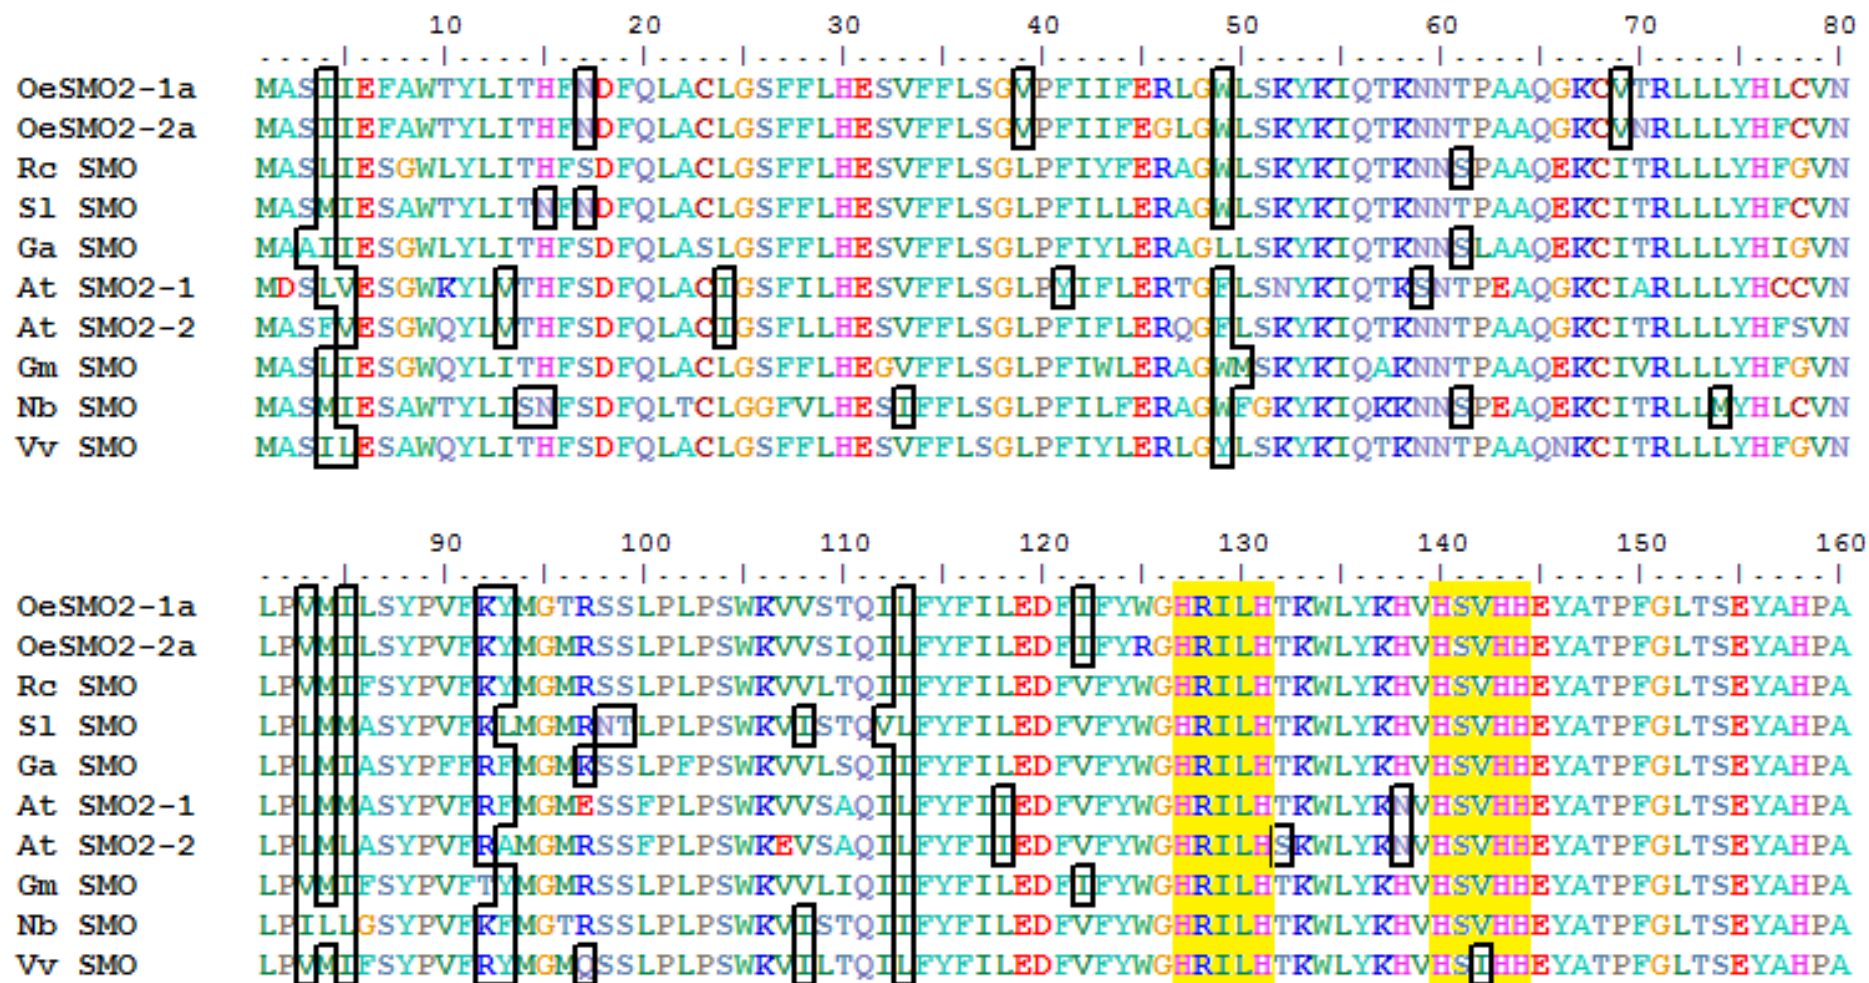 10 20 30 40 50 60 70 80
OeSMO2-1a MASIIEFAWTYLITHFNDFQLACLGSFFLHESVFFLSGVPFIIFERLGWLSKYKIQTKNNTPAAQGKCVTRLLLYHLCVN
OeSMO2-2a MASIIEFAWTYLITHFNDFQLACLGSFFLHESVFFLSGVPFIIFEGLGWLSKYKIQTKNNTPAAQGKCVNRLLLYHFCVN
Rc SMO MASLIESGWLYLITHFSDFQLACLGSFFLHESVFFLSGLPFIYFERAGWLSKYKIQTKNNSPAAQEKCITRLLLYHFGVN
Sl SMO MASMIESAWTYLITNFNDFQLACLGSFFLHESVFFLSGLPFILLERAGWLSKYKIQTKNNTPAAQEKCITRLLLYHFCVN
Ga SMO MAAIIESGWLYLITHFSDFQLASLGSFFLHESVFFLSGLPFIYLERAGLLSKYKIQTKNNSLAAQEKCITRLLLYHIGVN
At SMO2-1 MDSLVESGWKYLVTHFSDFQLACIGSFILHESVFFLSGLPYIFLERTGFLSNYKIQTKSNTPEAQGKCIARLLLYHCCVN
At SMO2-2 MASFVESGWQYLVTHFSDFQLACIGSFLLHESVFFLSGLPFIFLERQGFLSKYKIQTKNNTPAAQGKCITRLLLYHFSVN
Gm SMO MASLIESGWQYLITHFSDFQLACLGSFFLHEGVFFLSGLPFIWLERAGWMSKYKIQAKNNTPAAQEKCIVRLLLYHFGVN
Nb SMO MASMIESAWTYLISNFSDFQLTCLGGFVLHESIFFLSGLPFILFERAGWFGKYKIQKKNNSPEAQEKCITRLLMYHLCVN
Vv SMO MASILESAWQYLITHFSDFQLACLGSFFLHESVFFLSGLPFIYLERLGYLSKYKIQTKNNTPAAQNKCITRLLLYHFGVN
90 100 110 120 130 140 150 160
OeSMO2-1a LPVMILSYPVFKYMGTRSSLPLPSWKVVSTQILFYFILEDFIFYWGHRILHTKWLYKHVHSVHHEYATPFGLTSEYAHPA
OeSMO2-2a LPVMILSYPVFKYMGMRSSLPLPSWKVVSIQILFYFILEDFIFYRGHRILHTKWLYKHVHSVHHEYATPFGLTSEYAHPA
Rc SMO LPVMIFSYPVFKYMGMRSSLPLPSWKVVLTQIIFYFILEDFVFYWGHRILHTKWLYKHVHSVHHEYATPFGLTSEYAHPA
Sl SMO LPLMMASYPVFKLMGMRNTLPLPSWKVISTQVLFYFILEDFVFYWGHRILHTKWLYKHVHSVHHEYATPFGLTSEYAHPA
Ga SMO LPLMIASYPFFRFMGMKSSLPFPSWKVVLSQIIFYFILEDFVFYWGHRILHTKWLYKHVHSVHHEYATPFGLTSEYAHPA
At SMO2-1 LPLMMASYPVFRFMGMESSFPLPSWKVVSAQILFYFIIEDFVFYWGHRILHTKWLYKNVHSVHHEYATPFGLTSEYAHPA
At SMO2-2 LPLMLASYPVFRAMGMRSSFPLPSWKEVSAQILFYFIIEDFVFYWGHRILHSKWLYKNVHSVHHEYATPFGLTSEYAHPA
Gm SMO LPVMIFSYPVFTYMGMRSSLPLPSWKVVLIQIIFYFILEDFIFYWGHRILHTKWLYKHVHSVHHEYATPFGLTSEYAHPA
Nb SMO LPILLGSYPVFKFMGTRSSLPLPSWKVISTQIIFYFILEDFVFYWGHRILHTKWLYKHVHSVHHEYATPFGLTSEYAHPA
Vv SMO LPVMIFSYPVFRYMGMQSSLPLPSWKVILTQILFYFILEDFVFYWGHRILHTKWLYKHVHSIHHEYATPFGLTSEYAHPA